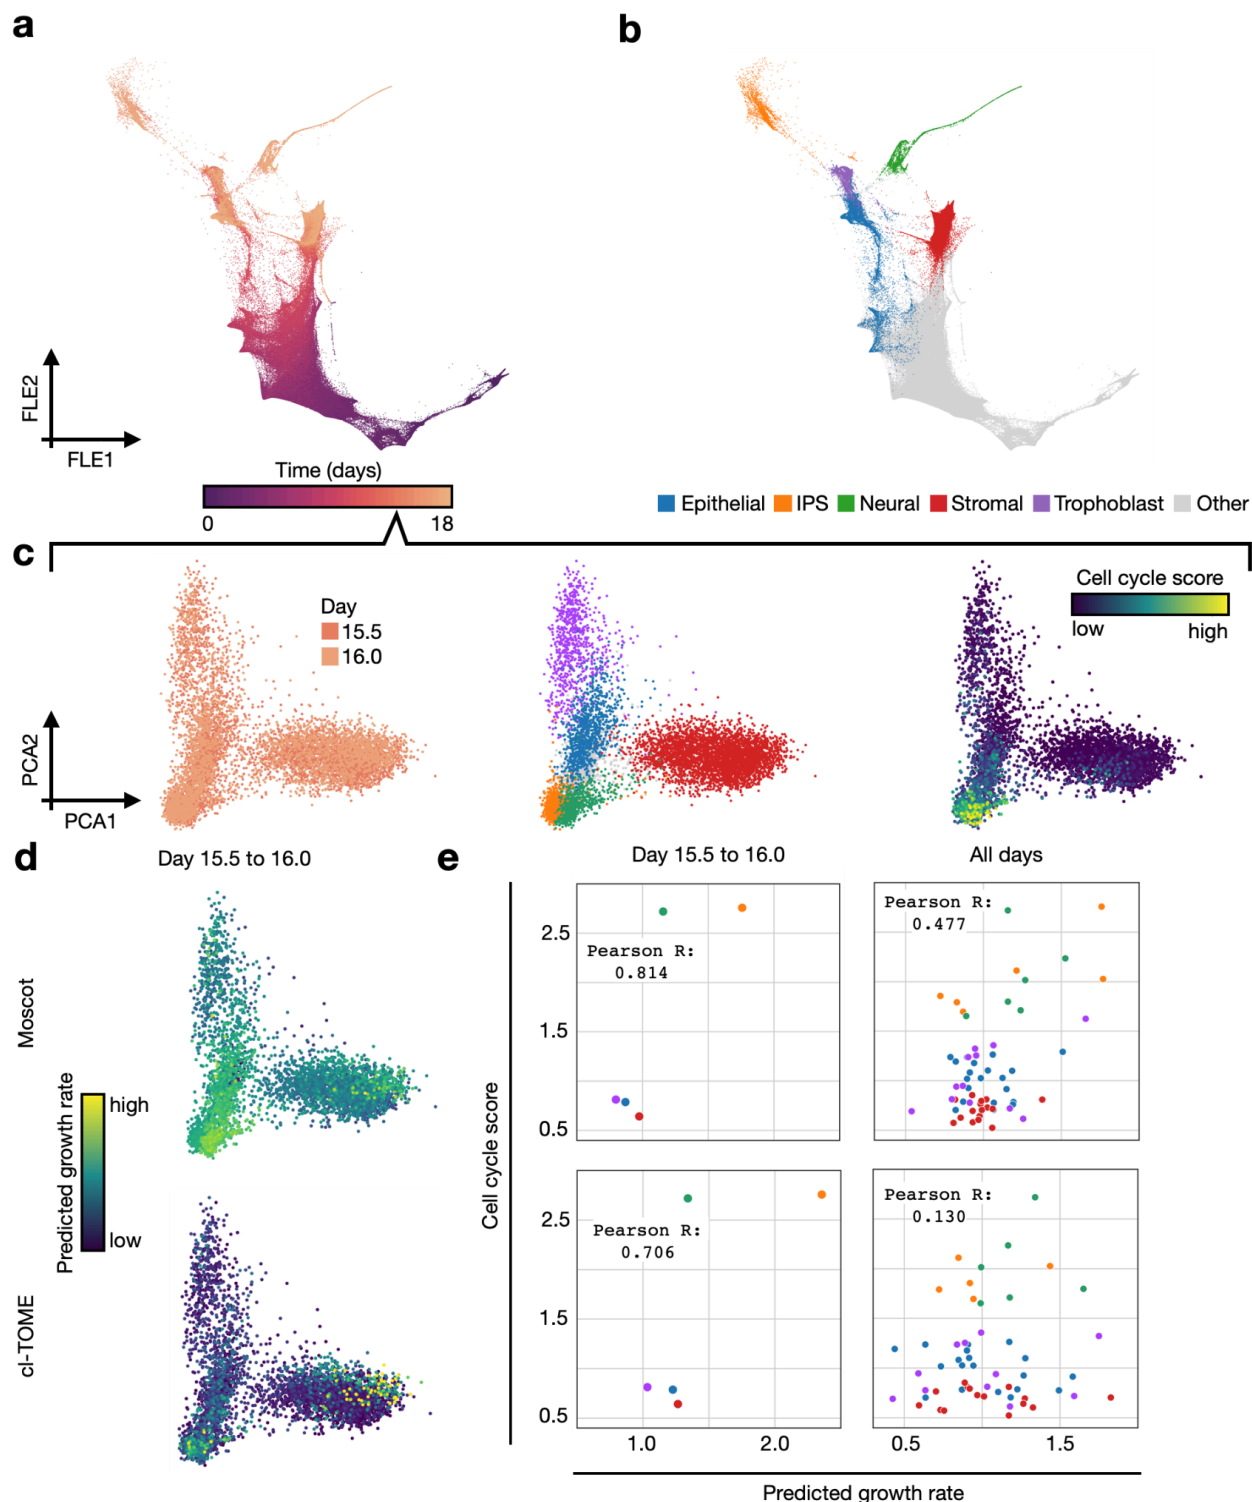 a
b
FLE2
FLE1
Time (days)
0
18
Epithelial
IPS
Neural
Stromal
Trophoblast
Other
c
Day
15.5
16.0
PCA2
PCA1
Cell cycle score
low
high
d
Day 15.5 to 16.0
Moscot
Predicted growth rate
high
low
cl-TOME
e
Day 15.5 to 16.0
All days
Cell cycle score
2.5
1.5
0.5
Pearson R:
0.814
Pearson R:
0.477
2.5
1.5
0.5
Pearson R:
0.706
Pearson R:
0.130
1.0
2.0
0.5
1.5
Predicted growth rate